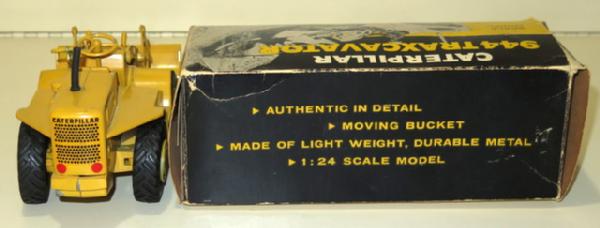 CATERPILLAR
944 TRAXCAVATOR
CATERPILLAR
▸ AUTHENTIC IN DETAIL
▸ MOVING BUCKET
▸ MADE OF LIGHT WEIGHT, DURABLE METAL
▸ 1:24 SCALE MODEL